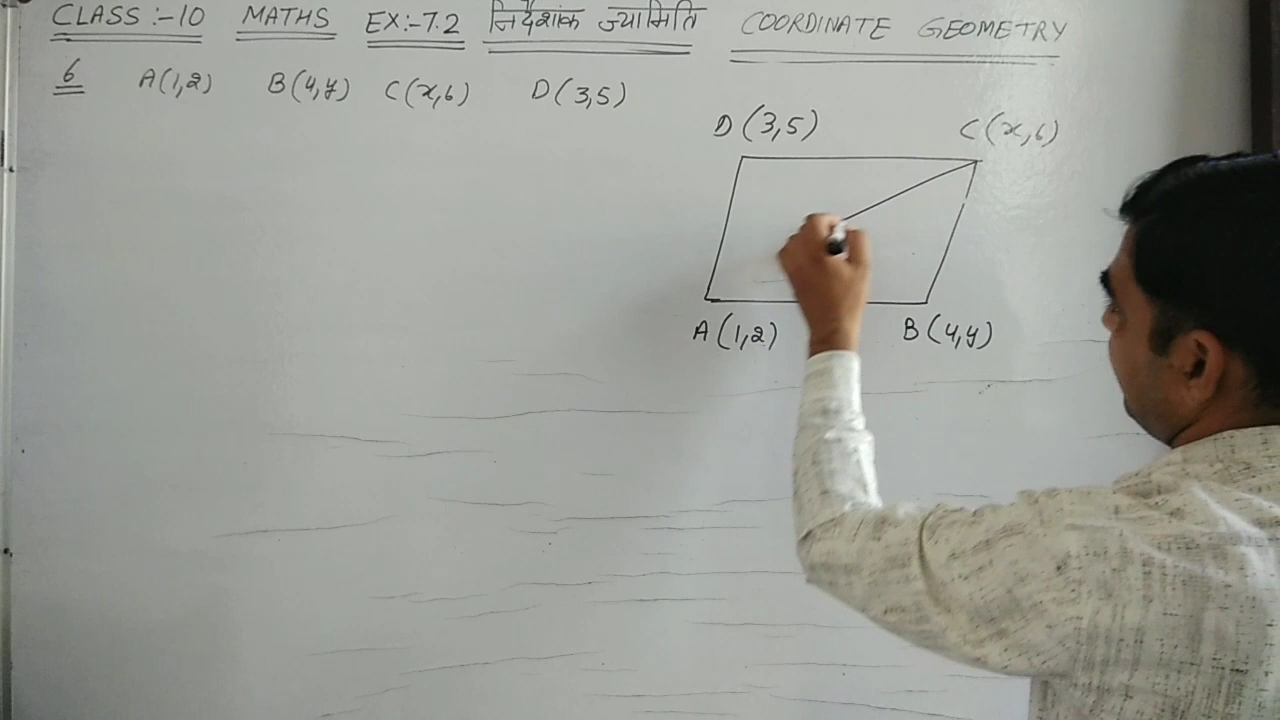 CLASS :- 10 MATHS EX:- 7.2 निर्देशांक ज्यामिति COORDINATE GEOMETRY
6 A(1,2) B(4,y) C(x,6) D(3,5)
D(3,5) C(x,6)
A(1,2) B(4,y)